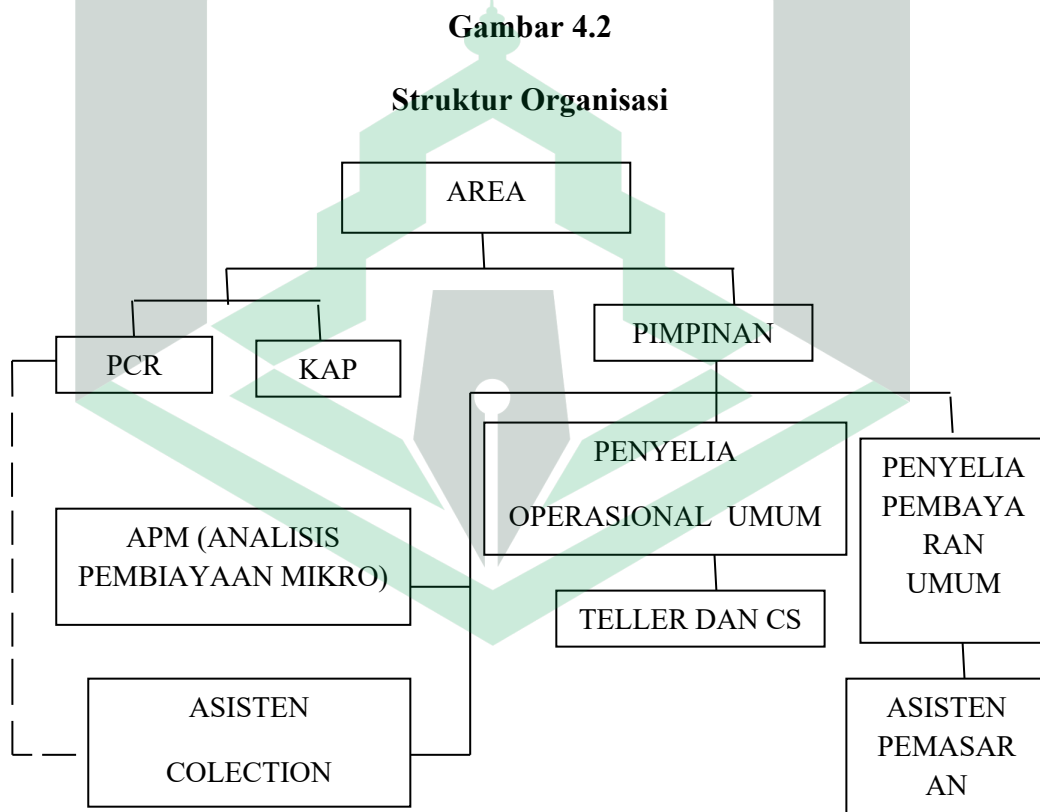 Gambar 4.2
Struktur Organisasi
AREA
PCR
KAP
PIMPINAN
PENYELIA
OPERASIONAL UMUM
PENYELIA
PEMBAYA
RAN
UMUM
APM (ANALISIS
PEMBIAYAAN MIKRO)
TELLER DAN CS
ASISTEN
COLECTION
ASISTEN
PEMASAR
AN